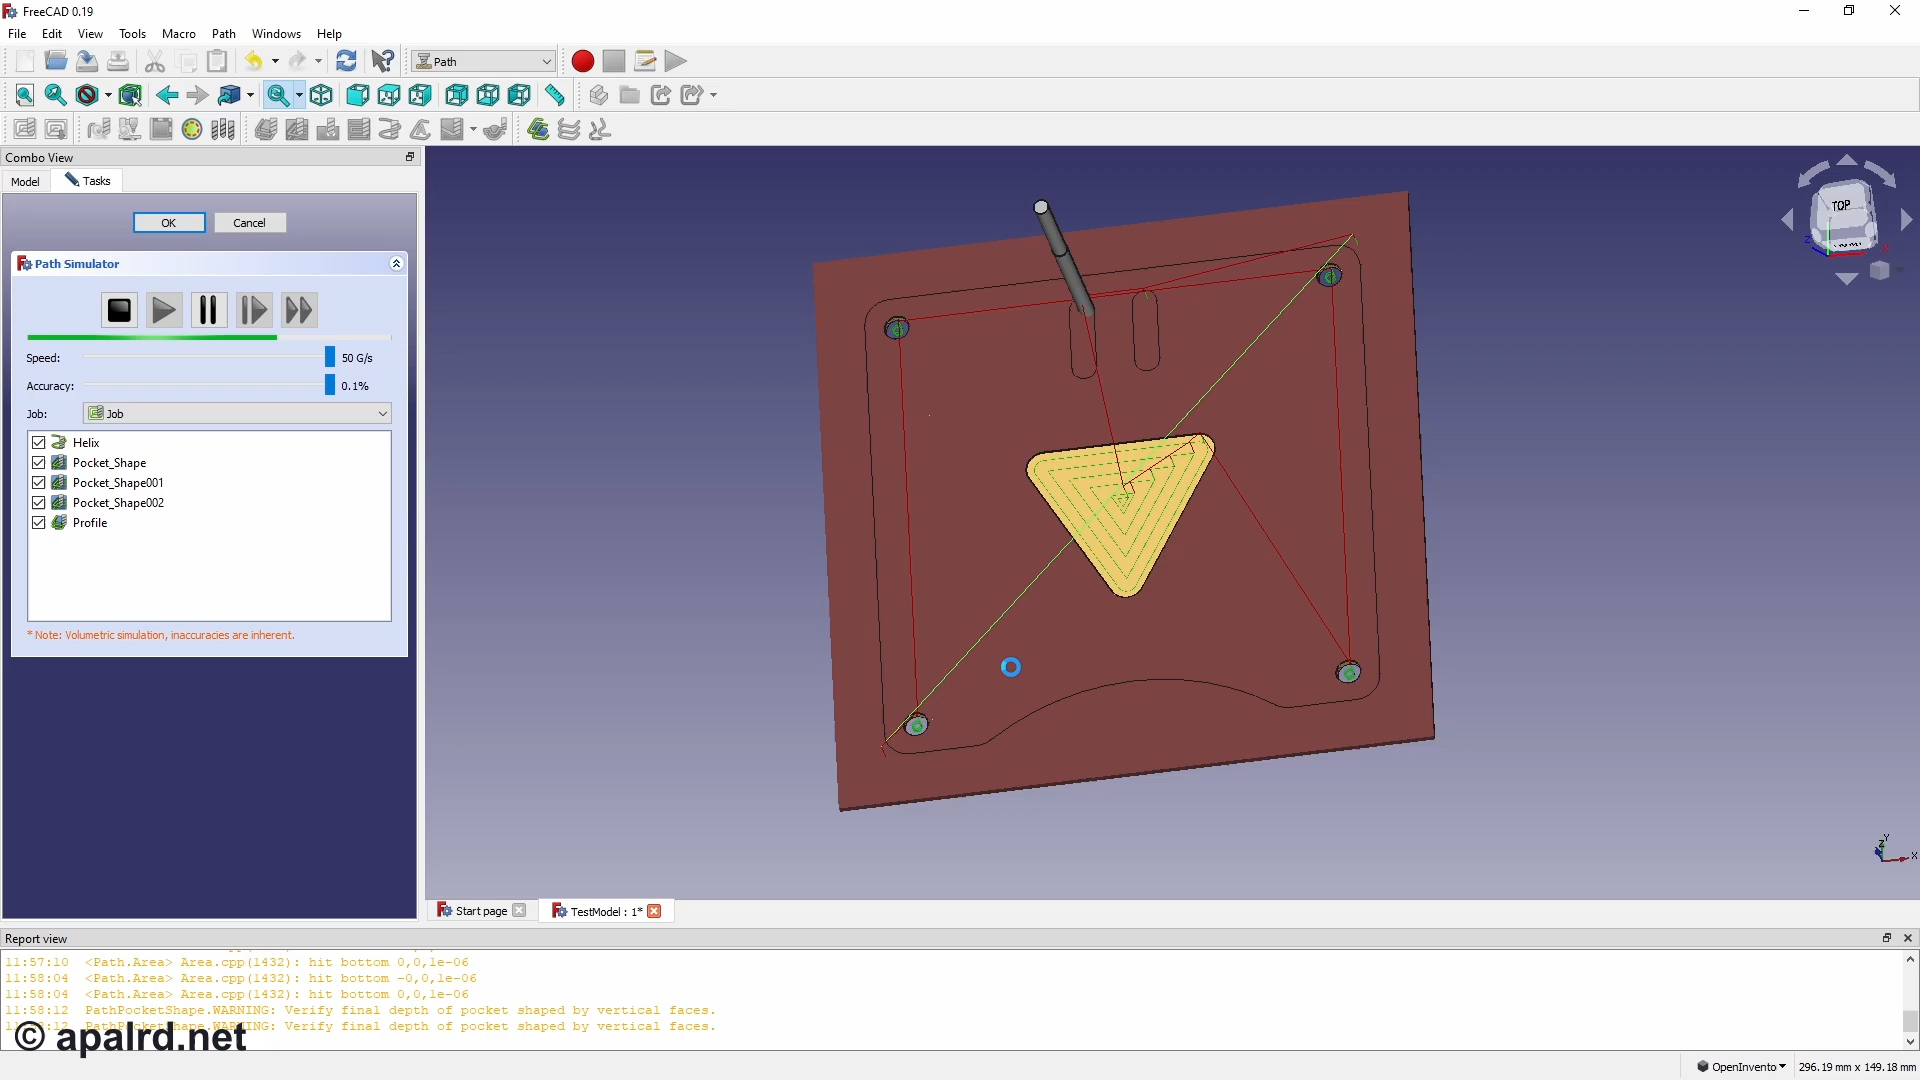 FreeCAD 0.19
File Edit View Tools Macro Path Windows Help
Path
Combo View
Model Tasks
OK Cancel
Path Simulator
Speed: 50 G/s
Accuracy: 0.1%
Job: Job
Helix
Pocket_Shape
Pocket_Shape001
Pocket_Shape002
Profile
* Note: Volumetric simulation, inaccuracies are inherent.
TOP
Z
Y
Z
X
Start page TestModel : 1*
Report view
11:57:10 <Path.Area> Area.cpp(1432): hit bottom 0,0,1e-06
11:58:04 <Path.Area> Area.cpp(1432): hit bottom -0,0,1e-06
11:58:04 <Path.Area> Area.cpp(1432): hit bottom 0,0,1e-06
11:58:12 PathPocketShape.WARNING: Verify final depth of pocket shaped by vertical faces.
PathPocketShape.WARNING: Verify final depth of pocket shaped by vertical faces.
© apalrd.net
OpenInvento 296.19 mm x 149.18 mm